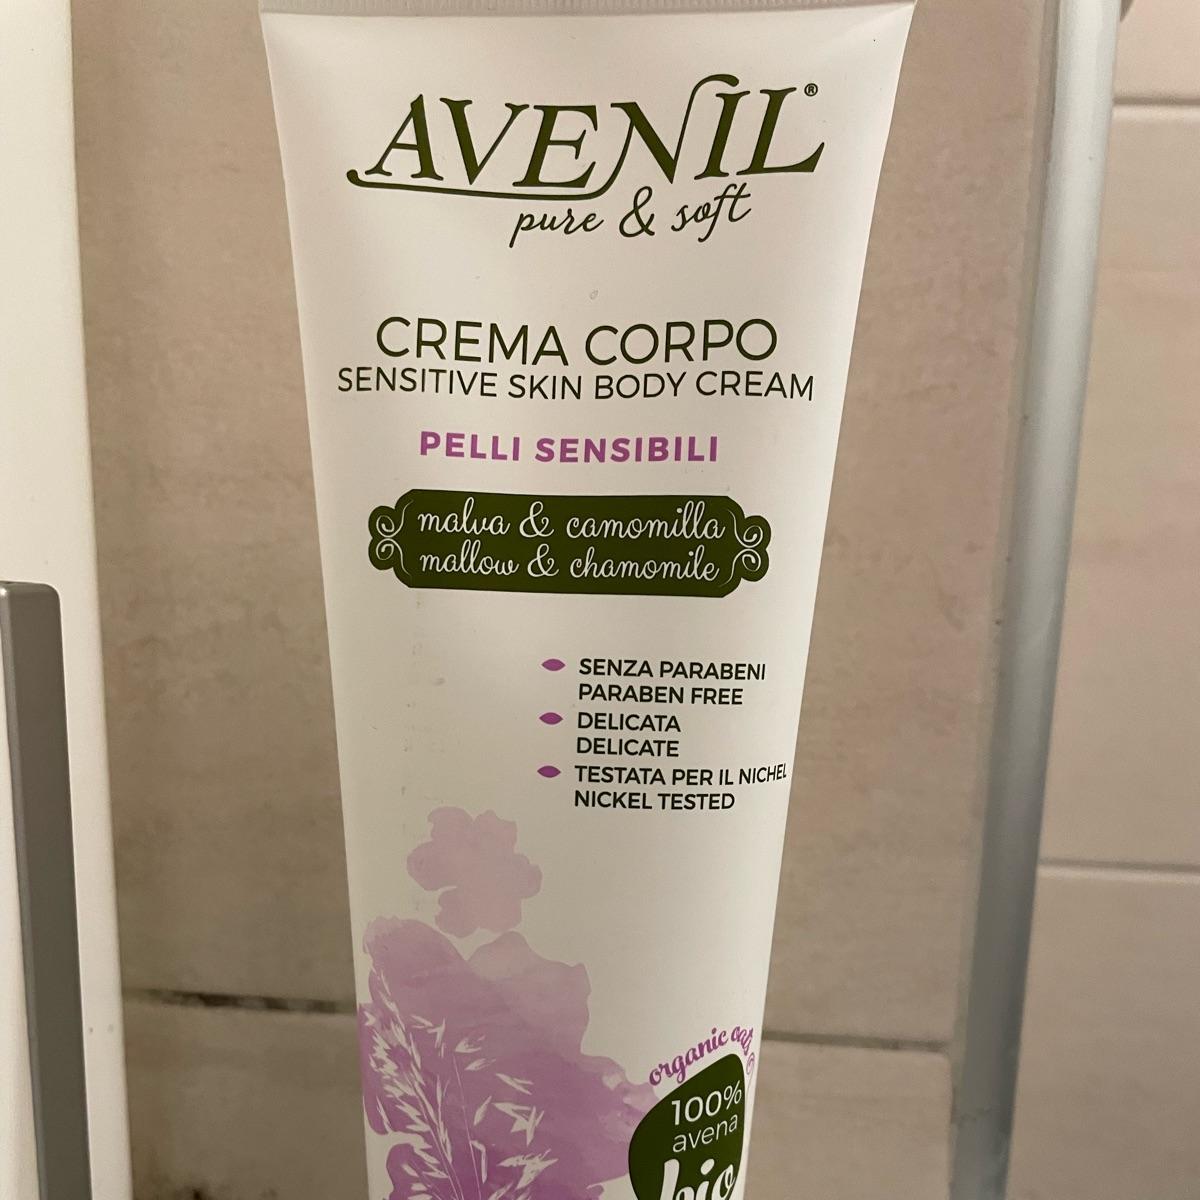 AVENIL®
pure & soft
CREMA CORPO
SENSITIVE SKIN BODY CREAM
PELLI SENSIBILI
malva & camomilla
mallow & chamomile
SENZA PARABENI
PARABEN FREE
DELICATA
DELICATE
TESTATA PER IL NICHEL
NICKEL TESTED
organic oats
100%
avena
bio